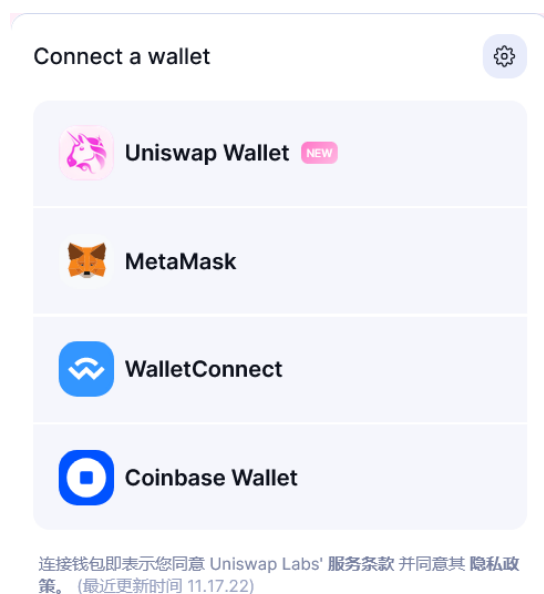 Connect a wallet
Uniswap Wallet NEW
MetaMask
WalletConnect
Coinbase Wallet
连接钱包即表示您同意 Uniswap Labs' 服务条款 并同意其 隐私政
策。 (最近更新时间 11.17.22)